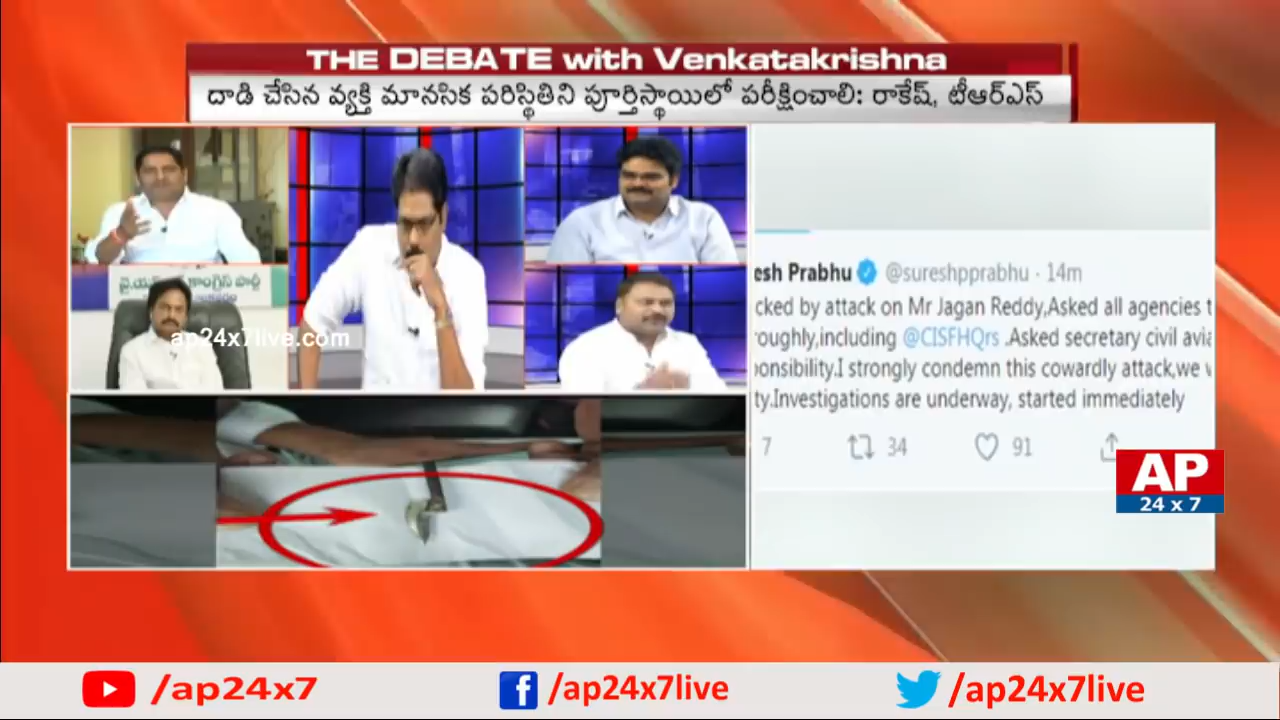 THE DEBATE with Venkatakrishna
దాడి చేసిన వ్యక్తి మానసిక పరిస్థితిని పూర్తిస్థాయిలో పరీక్షించాలి: రాకేష్, టీఆర్ఎస్
కాంగ్రెస్ పార్టీ
ap24x7live.com
esh Prabhu @sureshpprabhu · 14m
cked by attack on Mr Jagan Reddy,Asked all agencies t
roughly,including @CISFHQrs .Asked secretary civil avia
onsibility.I strongly condemn this cowardly attack,we
ty.Investigations are underway, started immediately
7 34 91
AP
24 x 7
/ap24x7 /ap24x7live /ap24x7live